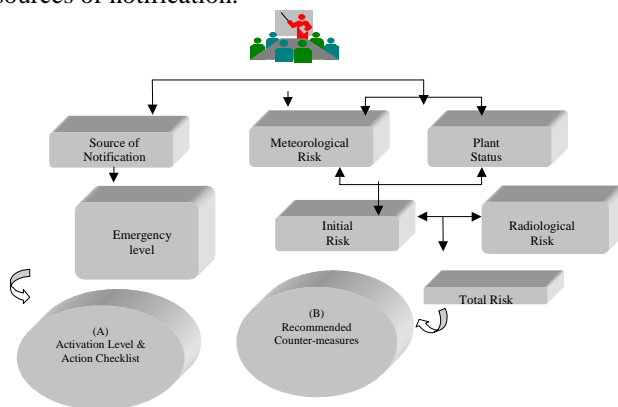 sources of notification.
Source of
Notification
Meteorological
Risk
Plant
Status
Emergency
level
Initial
Risk
Radiological
Risk
Total Risk
(A)
Activation Level &
Action Checklist
(B)
Recommended
Counter-measures